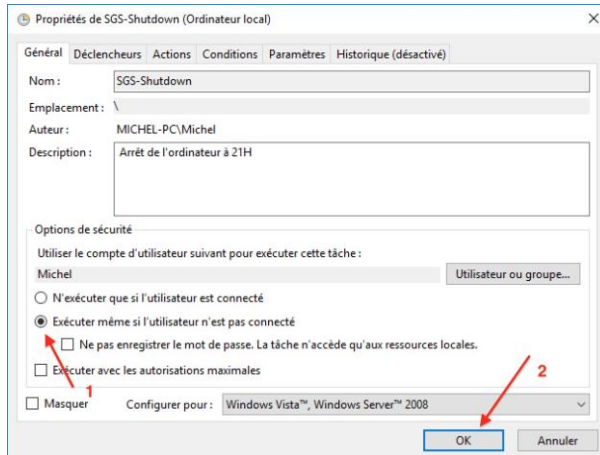 Propriétés de SGS-Shutdown (Ordinateur local)
Général Déclencheurs Actions Conditions Paramètres Historique (désactivé)
Nom : SGS-Shutdown
Emplacement : \
Auteur : MICHEL-PC\Michel
Description : Arrêt de l'ordinateur à 21H
Options de sécurité
Utiliser le compte d'utilisateur suivant pour exécuter cette tâche :
Michel Utilisateur ou groupe...
N'exécuter que si l'utilisateur est connecté
Exécuter même si l'utilisateur n'est pas connecté
Ne pas enregistrer le mot de passe. La tâche n'accède qu'aux ressources locales.
Exécuter avec les autorisations maximales
1
2
Masquer Configurer pour : Windows Vista™, Windows Server™ 2008
OK Annuler